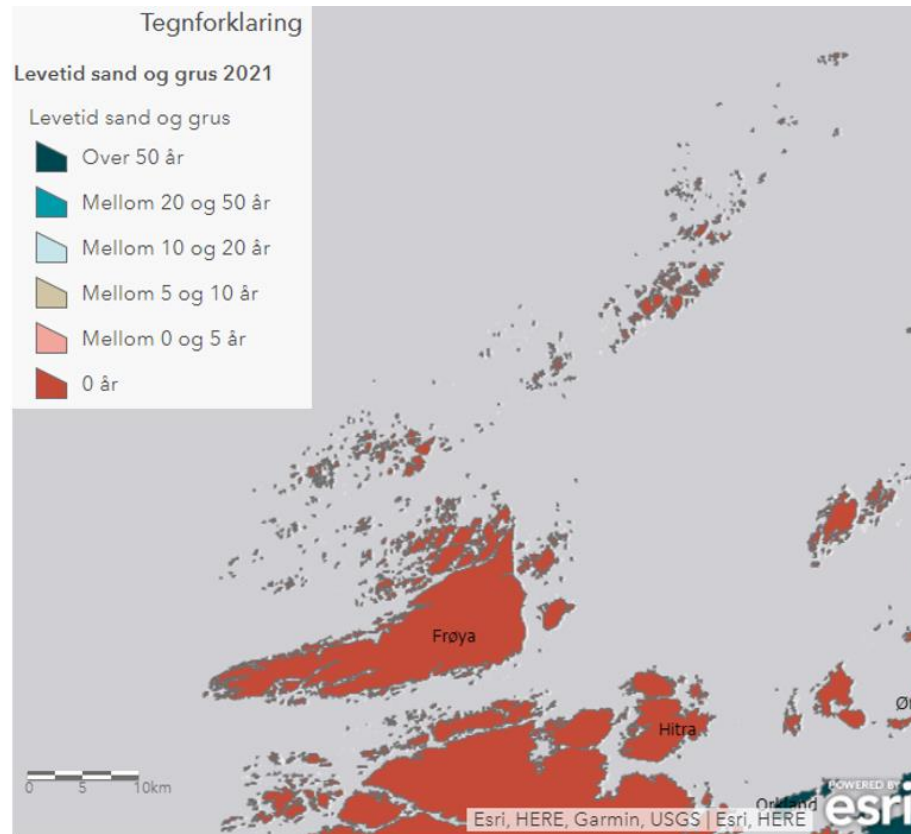 Tegnforklaring
Levetid sand og grus 2021
Levetid sand og grus
Over 50 år
Mellom 20 og 50 år
Mellom 10 og 20 år
Mellom 5 og 10 år
Mellom 0 og 5 år
0 år
Frøya
Hitra
0 5 10km
Orkland
POWERED BY
esri
Esri, HERE, Garmin, USGS | Esri, HERE